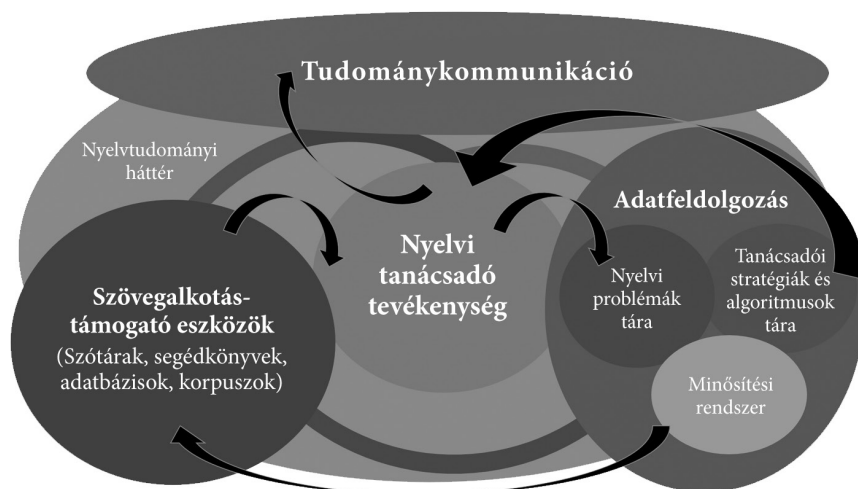 Tudománykommunikáció
Nyelvtudományi
háttér
Szövegalkotás-
támogató eszközök
(Szótárak, segédkönyvek,
adatbázisok, korpuszok)
Nyelvi
tanácsadó
tevékenység
Adatfeldolgozás
Nyelvi
problémák
tára
Tanácsadói
stratégiák és
algoritmusok
tára
Minősítési
rendszer